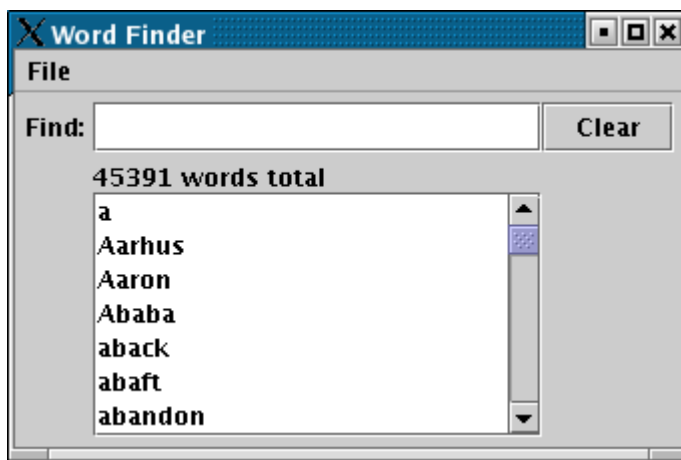 Word Finder
File
Find: Clear
45391 words total
a
Aarhus
Aaron
Ababa
aback
abaft
abandon